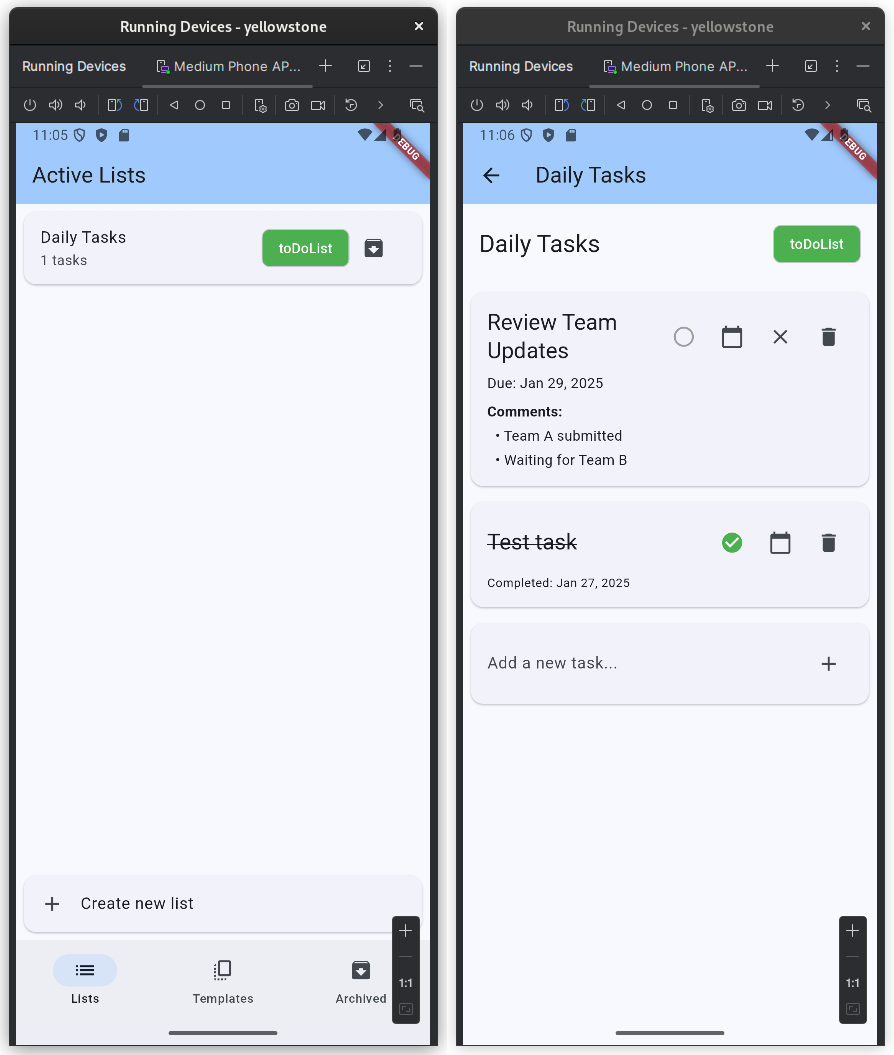 Running Devices - yellowstone
Running Devices
Medium Phone AP...
11:05
DEBUG
Active Lists
Daily Tasks
1 tasks
toDoList
Create new list
Lists
Templates
Archived
1:1
Running Devices - yellowstone
Running Devices
Medium Phone AP...
11:06
DEBUG
Daily Tasks
Daily Tasks
toDoList
Review Team
Updates
Due: Jan 29, 2025
Comments:
• Team A submitted
• Waiting for Team B
Test task
Completed: Jan 27, 2025
Add a new task...
1:1